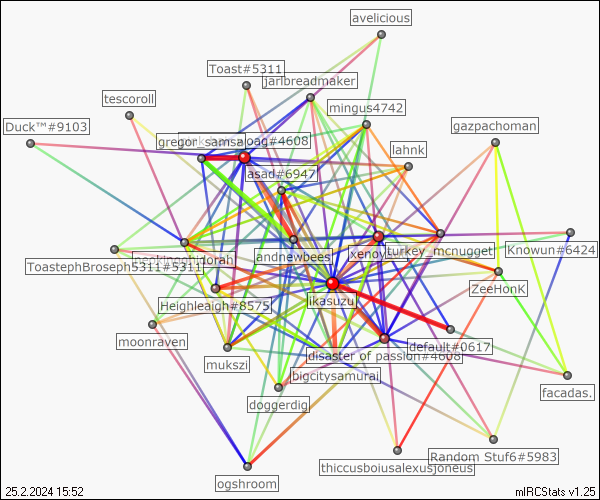 avelicious
Toast#5311
jarlbreadmaker
tescoroll
mingus4742
Duck™#9103
gregor_samsa
oag#4608
gazpachoman
lahnk
asad#6947
andnewbees
turkey_mcnugget
Knowun#6424
ToastephBroseph5311#5311
Heighleigh#8575
ikasuzu
ZeeHonK
moonraven
default#0617
disaster of passion#4608
mukszi
bigcitysamurai
doggerdig
facadas.
Random Stuf6#5983
thiccusboiusalexusjoneus
ogshroom
25.2.2024 15:52
mIRCStats v1.25